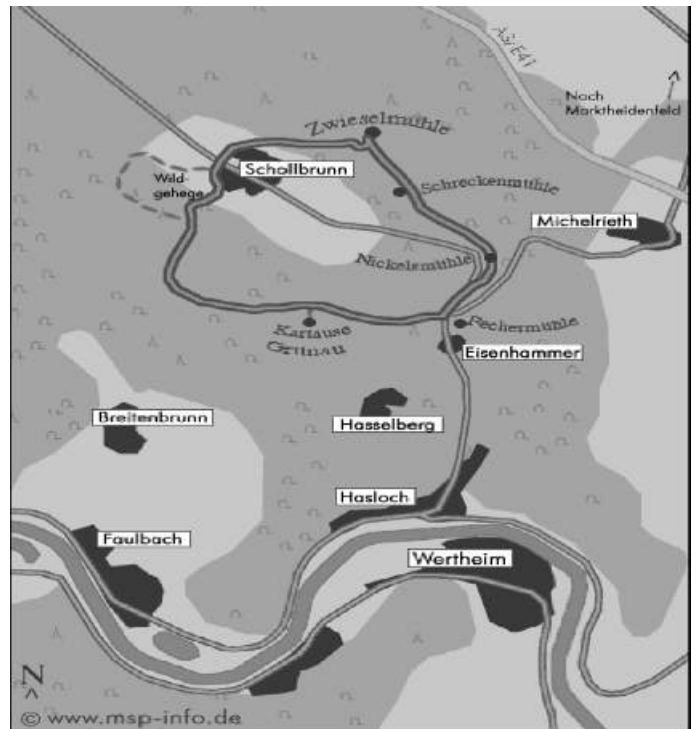 A3/E41
Nach
Marktheidenfeld
Zwieselmühle
Wild-
gehege
Schollbrunn
Schreckenmühle
Michelrieth
Nickelsmühle
Kartause
Grünau
Pechermühle
Eisenhammer
Breitenbrunn
Hasselberg
Hasloch
Faulbach
Wertheim
N
© www.msp-info.de